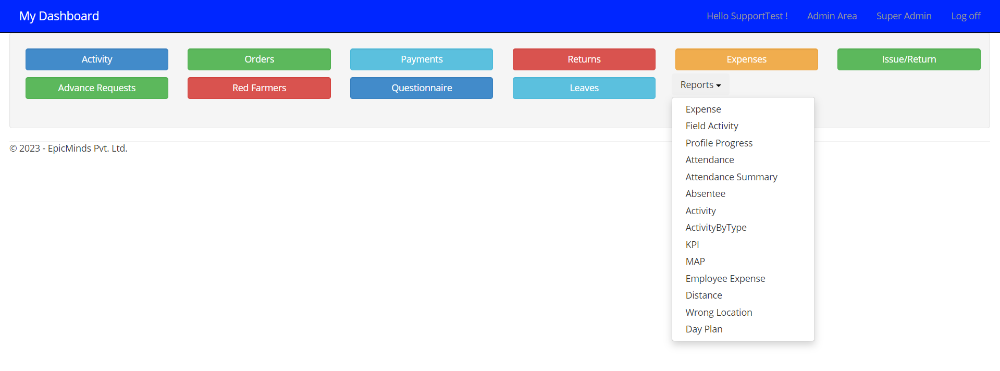 My Dashboard Hello SupportTest ! Admin Area Super Admin Log off
Activity Orders Payments Returns Expenses Issue/Return
Advance Requests Red Farmers Questionnaire Leaves Reports
Expense
Field Activity
Profile Progress
Attendance
Attendance Summary
Absentee
Activity
ActivityByType
KPI
MAP
Employee Expense
Distance
Wrong Location
Day Plan
© 2023 - EpicMinds Pvt. Ltd.